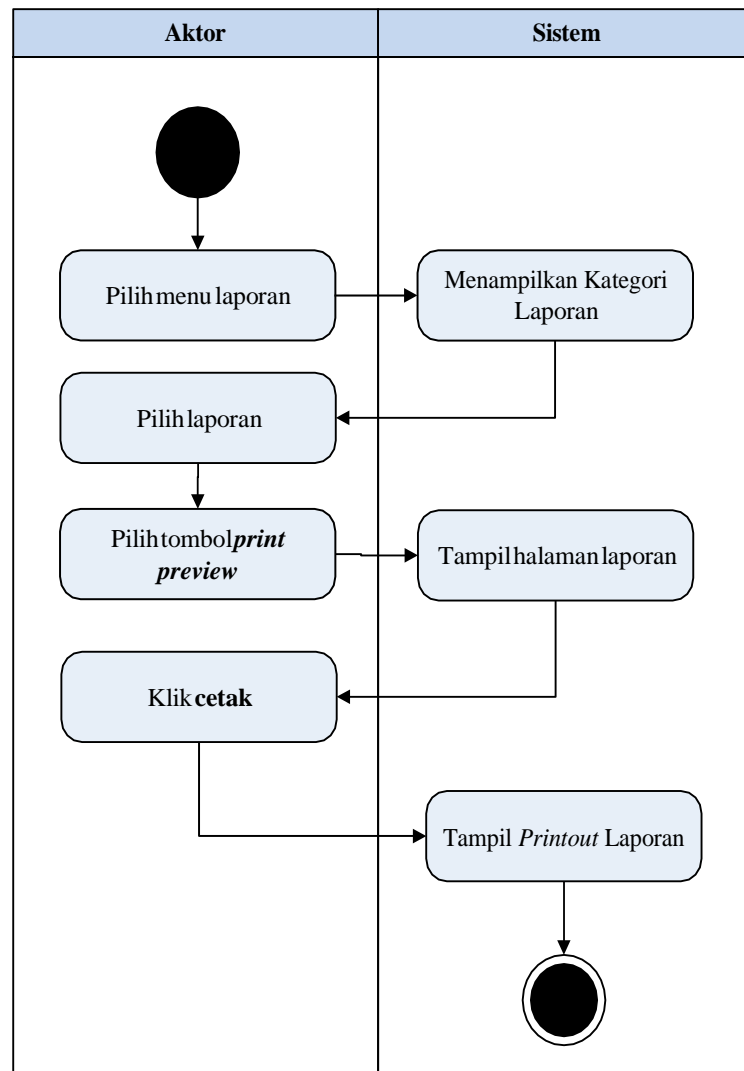 Aktor
Sistem
Pilih menu laporan
Menampilkan Kategori
Laporan
Pilih laporan
Pilih tombol print
preview
Tampil halaman laporan
Klik cetak
Tampil Printout Laporan